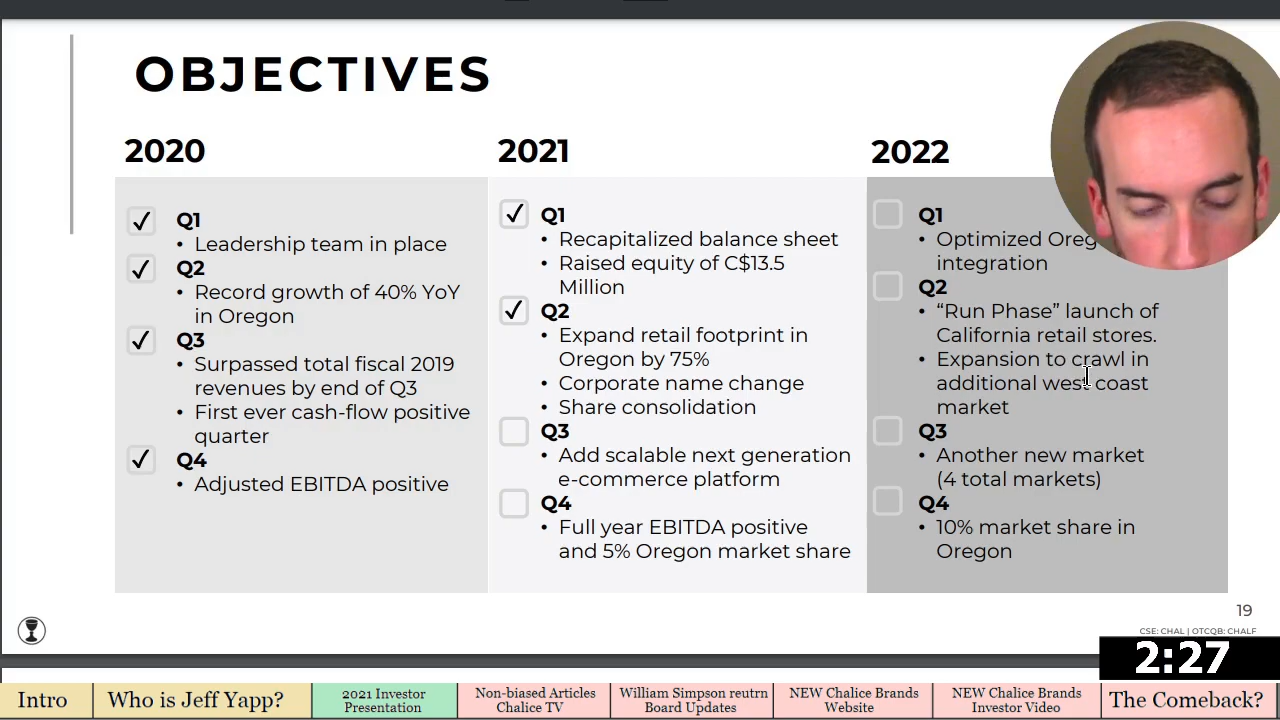 OBJECTIVES
2020
Q1
• Leadership team in place
Q2
• Record growth of 40% YoY
in Oregon
Q3
• Surpassed total fiscal 2019
revenues by end of Q3
• First ever cash-flow positive
quarter
Q4
• Adjusted EBITDA positive
2021
Q1
• Recapitalized balance sheet
• Raised equity of C$13.5
Million
Q2
• Expand retail footprint in
Oregon by 75%
• Corporate name change
• Share consolidation
Q3
• Add scalable next generation
e-commerce platform
Q4
• Full year EBITDA positive
and 5% Oregon market share
2022
Q1
• Optimized
integration
Q2
• “Run Phase” launch of
California retail stores.
• Expansion to crawl in
additional west coast
market
Q3
• Another new market
(4 total markets)
Q4
• 10% market share in
Oregon
19
CSE: CHAL | OTCQB: CHALF
2:27
Intro
Who is Jeff Yapp?
2021 Investor
Presentation
Non-biased Articles
Chalice TV
William Simpson reutrn
Board Updates
NEW Chalice Brands
Website
NEW Chalice Brands
Investor Video
The Comeback?